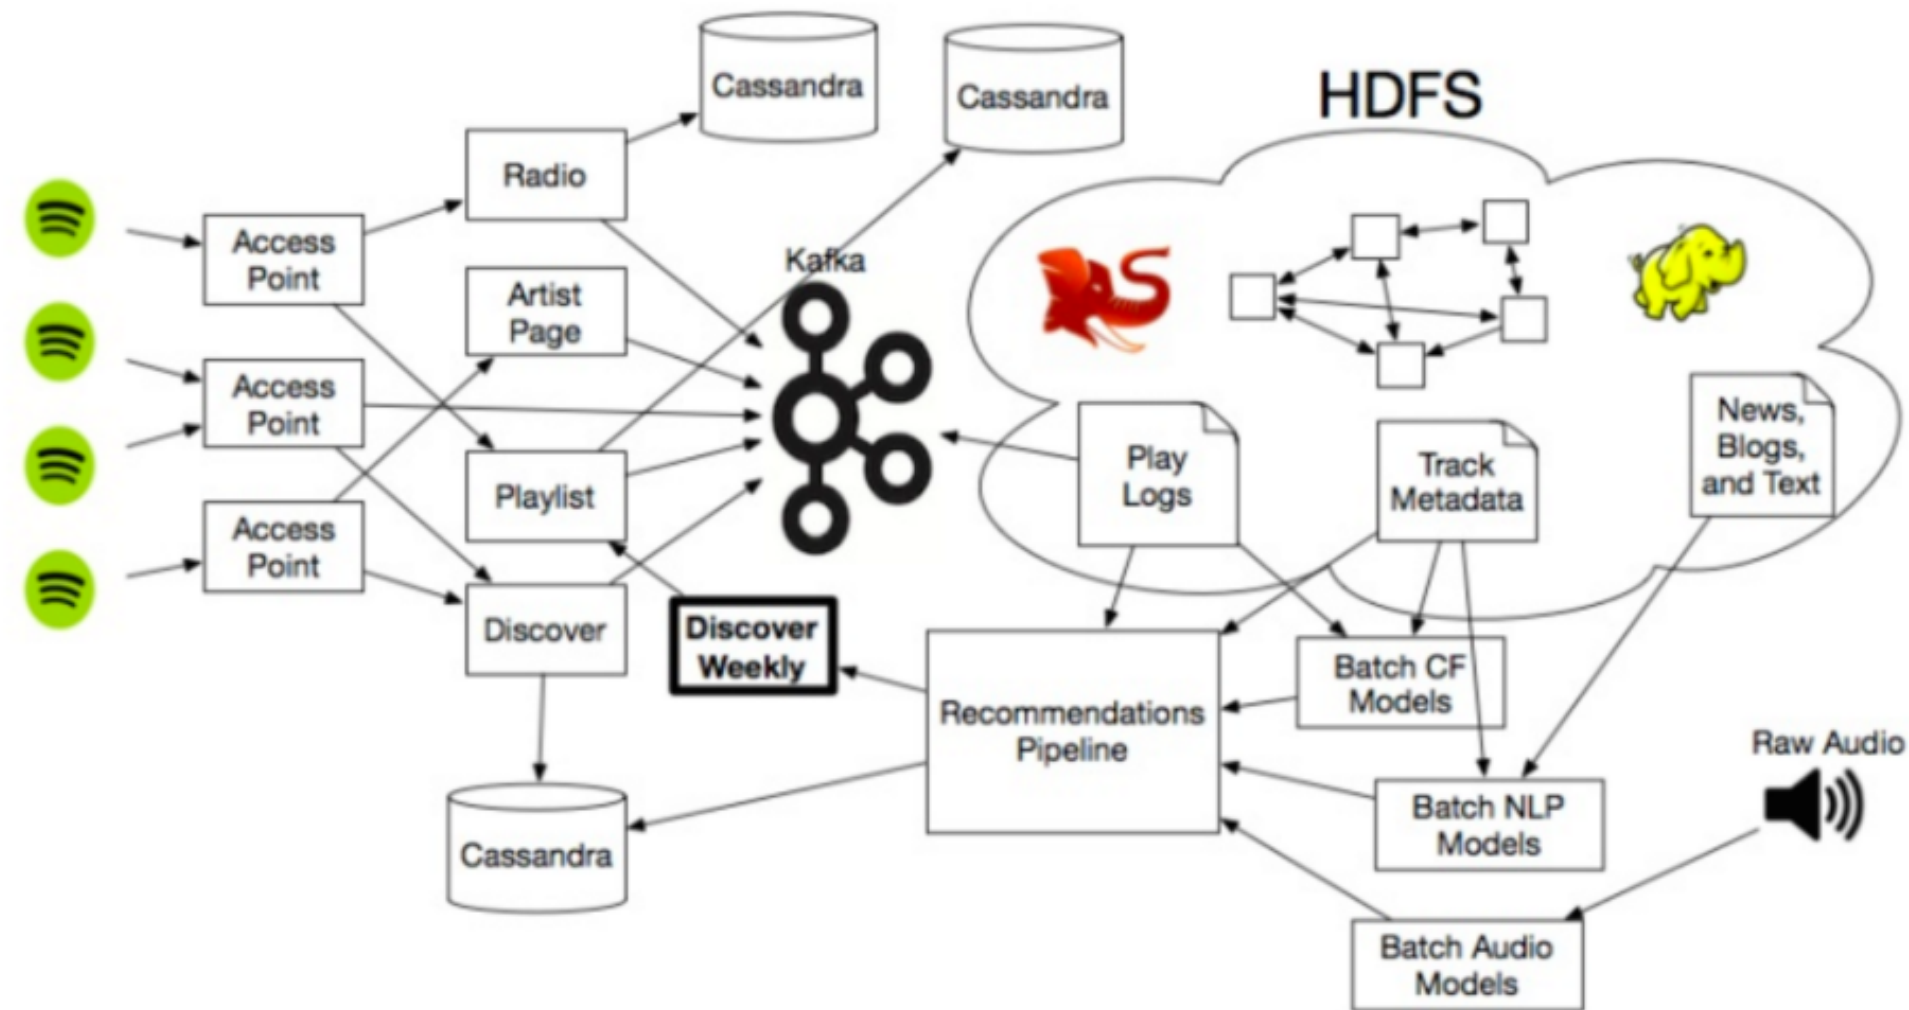 Cassandra
Cassandra
HDFS
Radio
Access
Point
Kafka
Artist
Page
Access
Point
Play
Logs
Track
Metadata
News,
Blogs,
and Text
Playlist
Access
Point
Discover
Discover
Weekly
Recommendations
Pipeline
Batch CF
Models
Raw Audio
Batch NLP
Models
Cassandra
Batch Audio
Models